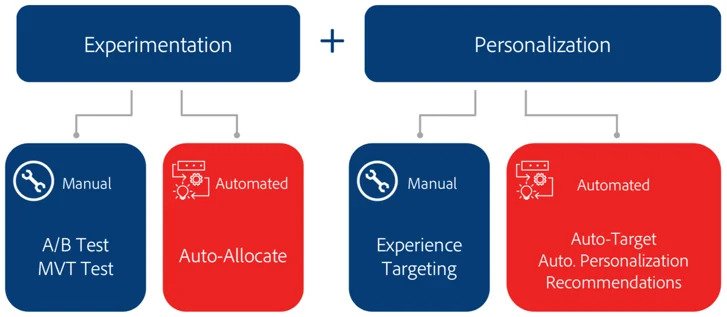 Experimentation
+
Personalization
Manual
A/B Test
MVT Test
Automated
Auto-Allocate
Manual
Experience
Targeting
Automated
Auto-Target
Auto. Personalization
Recommendations